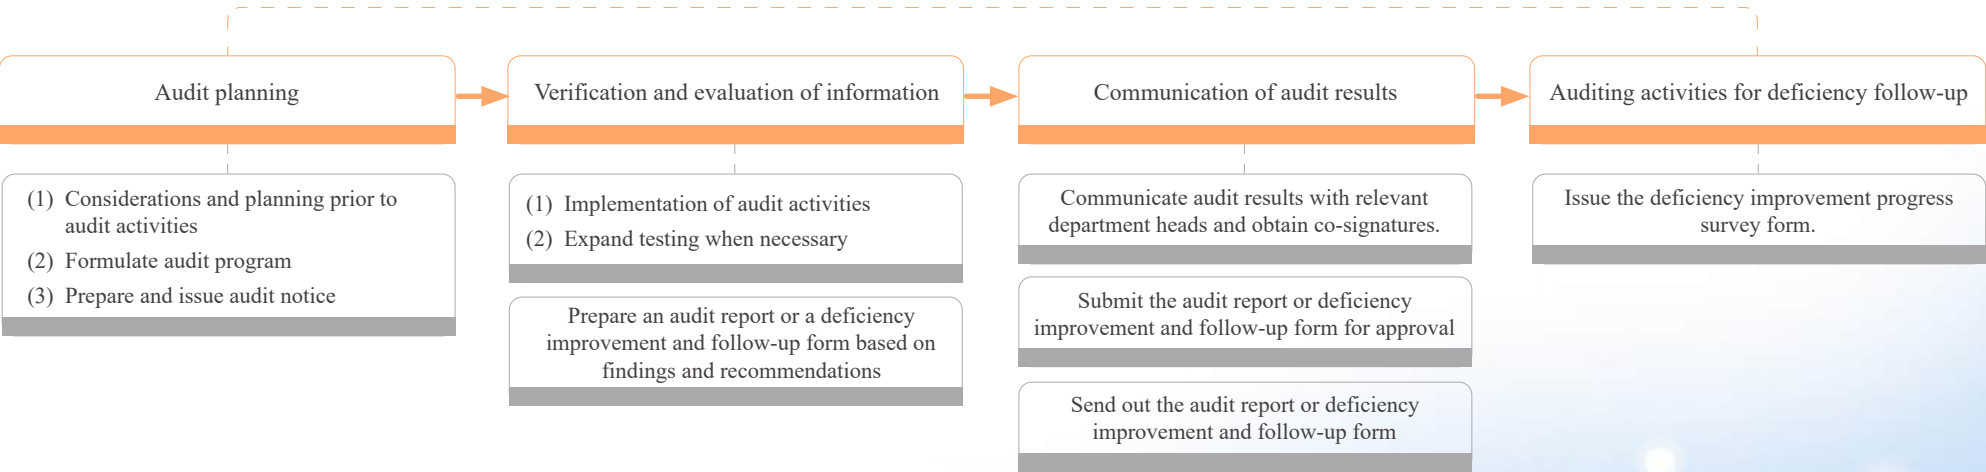 Audit planning
Verification and evaluation of information
Communication of audit results
Auditing activities for deficiency follow-up
(1) Considerations and planning prior to
audit activities
(2) Formulate audit program
(3) Prepare and issue audit notice
(1) Implementation of audit activities
(2) Expand testing when necessary
Prepare an audit report or a deficiency
improvement and follow-up form based on
findings and recommendations
Communicate audit results with relevant
department heads and obtain co-signatures.
Submit the audit report or deficiency
improvement and follow-up form for approval
Send out the audit report or deficiency
improvement and follow-up form
Issue the deficiency improvement progress
survey form.